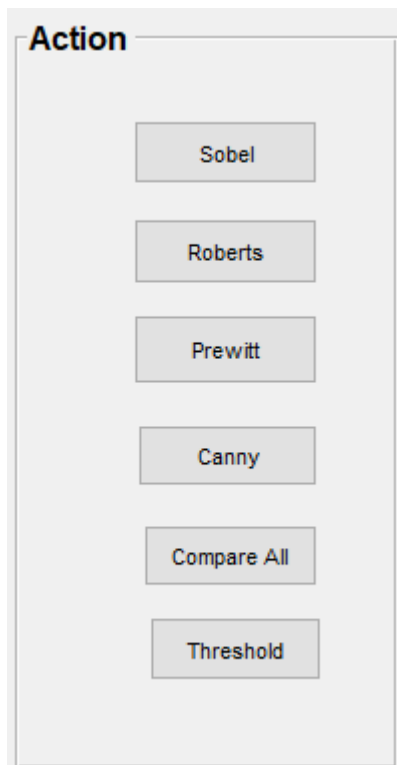 Action
Sobel
Roberts
Prewitt
Canny
Compare All
Threshold